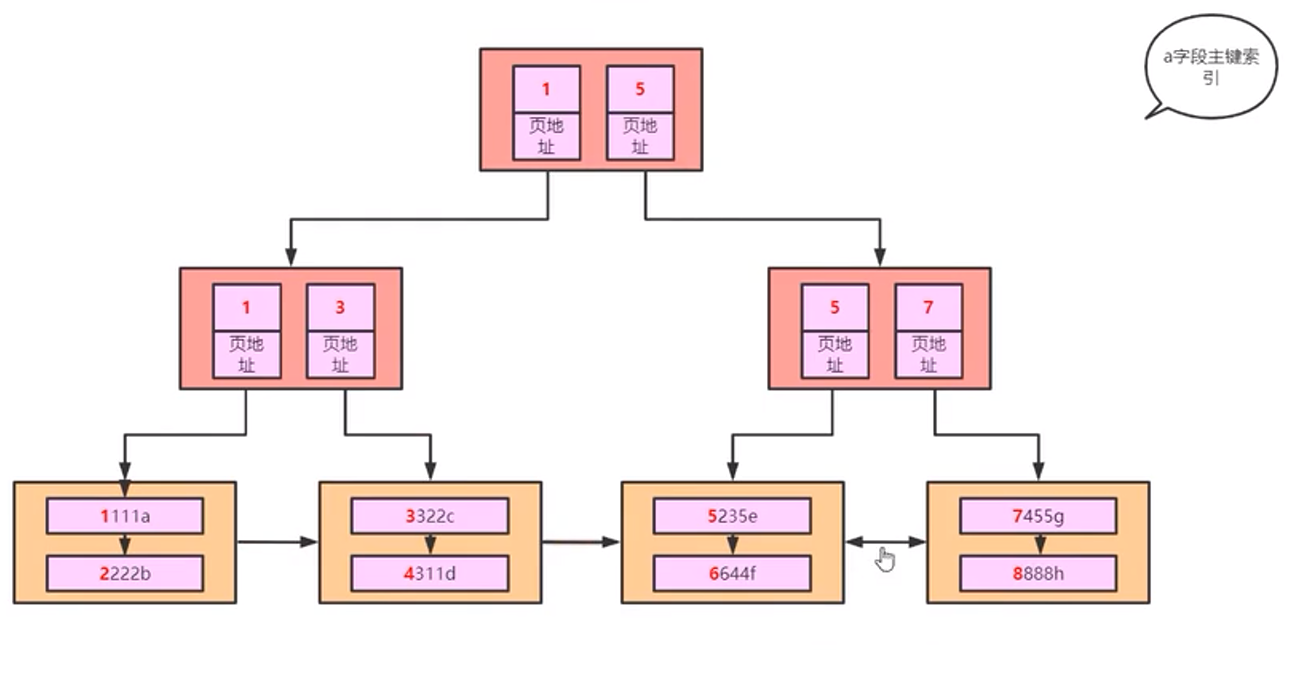 a字段主键索
引
1 5
页地 页地
址 址
1 3 5 7
页地 页地 页地 页地
址 址 址 址
1111a 3322c 5235e 7455g
2222b 4311d 6644f 8888h